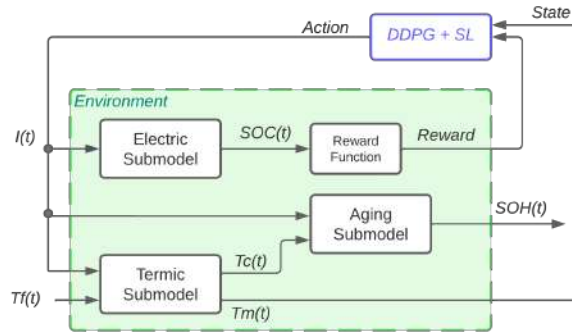 State
Action
DDPG + SL
Environment
I(t)
Electric
Submodel
SOC(t)
Reward
Function
Reward
Aging
Submodel
SOH(t)
Tc(t)
Termic
Submodel
Tf(t)
Tm(t)